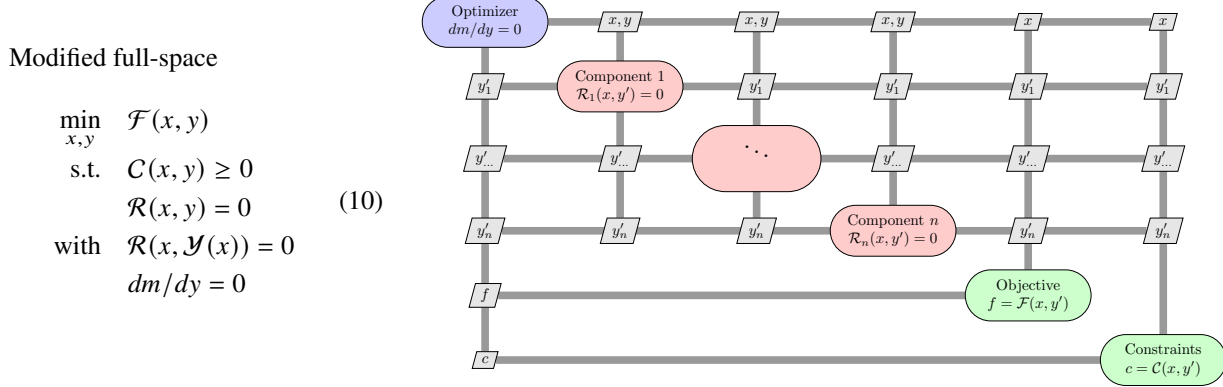 Modified full-space
min x,y F(x, y)
s.t. C(x, y) ≥ 0
R(x, y) = 0
(10)
with R(x, Y(x)) = 0
dm/dy = 0
Optimizer
dm/dy = 0
x, y
x, y
x, y
x
x
y′₁
Component 1
R₁(x, y′) = 0
y′₁
y′₁
y′₁
y′₁
y′...
y′...
⋱
y′...
y′...
y′...
y′ₙ
y′ₙ
y′ₙ
Component n
Rₙ(x, y′) = 0
y′ₙ
y′ₙ
f
Objective
f = F(x, y′)
c
Constraints
c = C(x, y′)